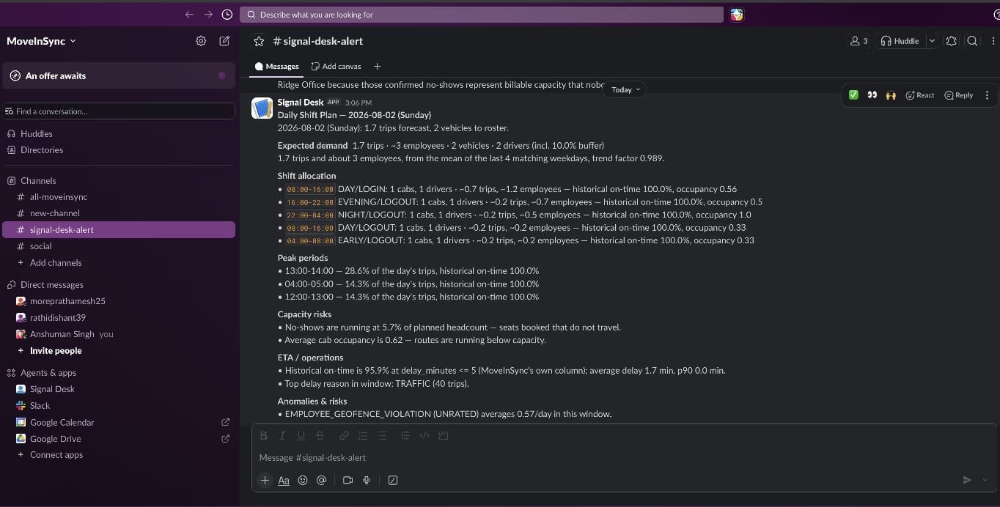 Describe what you are looking for
MoveInSync
An offer awaits
Find a conversation...
Huddles
Directories
Channels
# all-moveinsync
# new-channel
# signal-desk-alert
# social
+ Add channels
Direct messages
moreprathamesh25
rathidishant39
Anshuman Singh you
+ Invite people
Agents & apps
Signal Desk
Slack
Google Calendar
Google Drive
+ Connect apps
# signal-desk-alert
3
Huddle
Messages
Add canvas
Ridge Office because those confirmed no-shows represent billable capacity that nobo
Today
React
Reply
Signal Desk APP 3:06 PM
Daily Shift Plan — 2026-08-02 (Sunday)
2026-08-02 (Sunday): 1.7 trips forecast, 2 vehicles to roster.
Expected demand 1.7 trips · ~3 employees · 2 vehicles · 2 drivers (incl. 10.0% buffer)
1.7 trips and about 3 employees, from the mean of the last 4 matching weekdays, trend factor 0.989.
Shift allocation
• 08:00-16:00 DAY/LOGIN: 1 cabs, 1 drivers · ~0.7 trips, ~1.2 employees — historical on-time 100.0%, occupancy 0.56
• 16:00-22:00 EVENING/LOGOUT: 1 cabs, 1 drivers · ~0.2 trips, ~0.7 employees — historical on-time 100.0%, occupancy 0.5
• 22:00-04:00 NIGHT/LOGOUT: 1 cabs, 1 drivers · ~0.2 trips, ~0.5 employees — historical on-time 100.0%, occupancy 1.0
• 08:00-16:00 DAY/LOGOUT: 1 cabs, 1 drivers · ~0.2 trips, ~0.2 employees — historical on-time 100.0%, occupancy 0.33
• 04:00-08:00 EARLY/LOGOUT: 1 cabs, 1 drivers · ~0.2 trips, ~0.2 employees — historical on-time 100.0%, occupancy 0.33
Peak periods
• 13:00-14:00 — 28.6% of the day's trips, historical on-time 100.0%
• 04:00-05:00 — 14.3% of the day's trips, historical on-time 100.0%
• 12:00-13:00 — 14.3% of the day's trips, historical on-time 100.0%
Capacity risks
• No-shows are running at 5.7% of planned headcount — seats booked that do not travel.
• Average cab occupancy is 0.62 — routes are running below capacity.
ETA / operations
• Historical on-time is 95.9% at delay_minutes <= 5 (MoveInSync's own column); average delay 1.7 min, p90 0.0 min.
• Top delay reason in window: TRAFFIC (40 trips).
Anomalies & risks
• EMPLOYEE_GEOFENCE_VIOLATION (UNRATED) averages 0.57/day in this window.
Message #signal-desk-alert
Aa